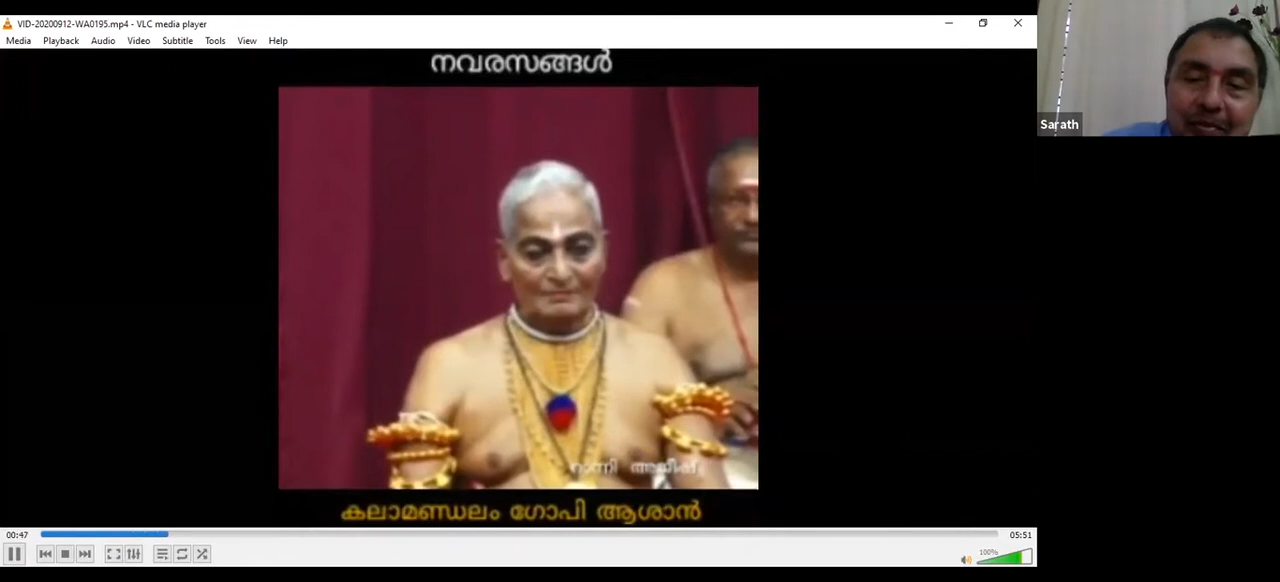 VID-20200912-WA0195.mp4 - VLC media player
Media Playback Audio Video Subtitle Tools View Help
നവരസങ്ങൾ
Sarath
കലാമണ്ഡലം ഗോപി ആശാൻ
00:47
05:51
100%